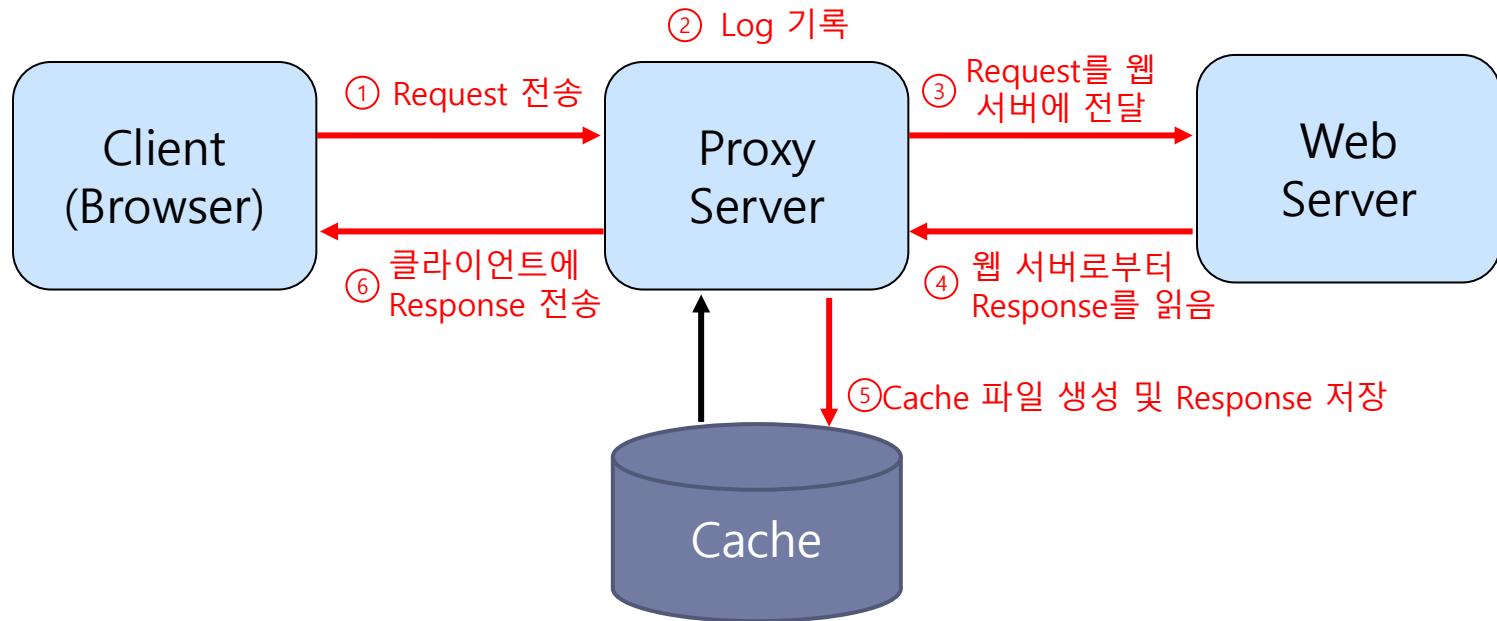 ② Log 기록
① Request 전송
③ Request를 웹
서버에 전달
Client
(Browser)
Proxy
Server
Web
Server
⑥ 클라이언트에
Response 전송
④ 웹 서버로부터
Response를 읽음
⑤Cache 파일 생성 및 Response 저장
Cache